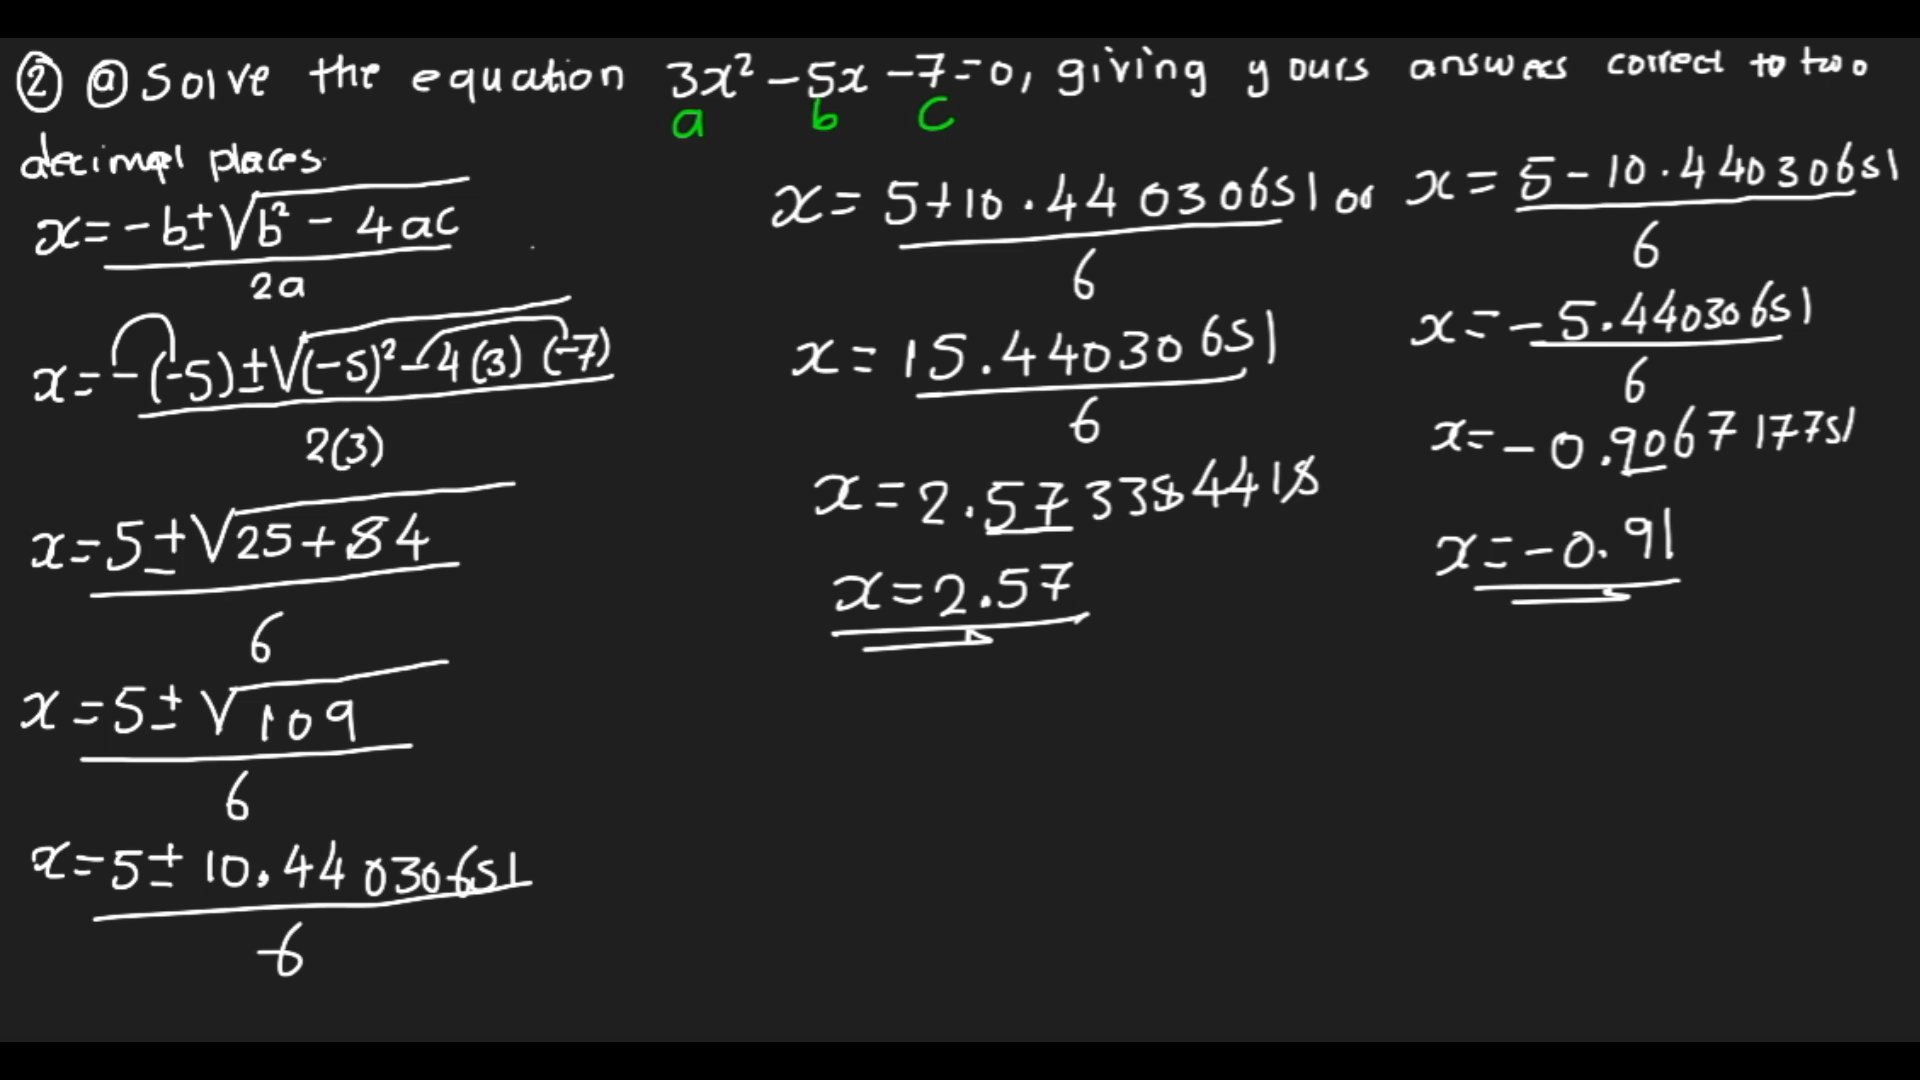 ② ⓐ Solve the equation 3x² - 5x - 7 = 0, giving yours answers correct to two
a b c
decimal places.
x = -b ± √(b² - 4ac) / 2a
x = -(-5) ± √((-5)² - 4(3)(-7)) / 2(3)
x = 5 ± √(25 + 84) / 6
x = 5 ± √109 / 6
x = 5 ± 10.44030651 / 6
x = 5 + 10.44030651 / 6 or x = 5 - 10.44030651 / 6
x = 15.44030651 / 6
x = 2.573384418
x = 2.57
x = -5.44030651 / 6
x = -0.906717751
x = -0.91